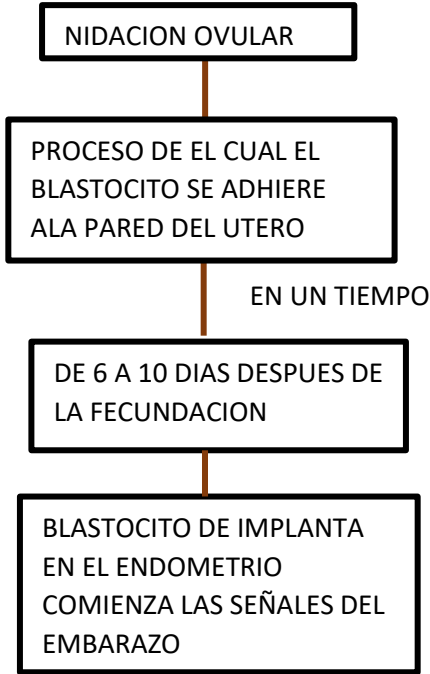 NIDACION OVULAR
PROCESO DE EL CUAL EL
BLASTOCITO SE ADHIERE
ALA PARED DEL UTERO
EN UN TIEMPO
DE 6 A 10 DIAS DESPUES DE
LA FECUNDACION
BLASTOCITO DE IMPLANTA
EN EL ENDOMETRIO
COMIENZA LAS SEÑALES DEL
EMBARAZO